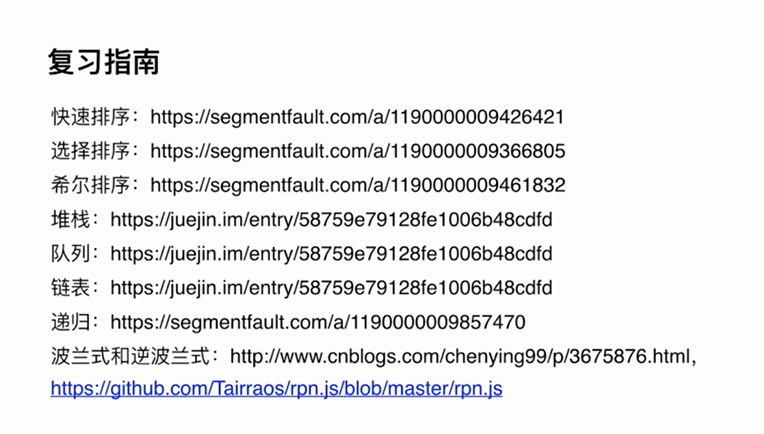 复习指南
快速排序：https://segmentfault.com/a/1190000009426421
选择排序：https://segmentfault.com/a/1190000009366805
希尔排序：https://segmentfault.com/a/1190000009461832
堆栈：https://juejin.im/entry/58759e79128fe1006b48cdfd
队列：https://juejin.im/entry/58759e79128fe1006b48cdfd
链表：https://juejin.im/entry/58759e79128fe1006b48cdfd
递归：https://segmentfault.com/a/1190000009857470
波兰式和逆波兰式：http://www.cnblogs.com/chenying99/p/3675876.html，
https://github.com/Tairraos/rpn.js/blob/master/rpn.js